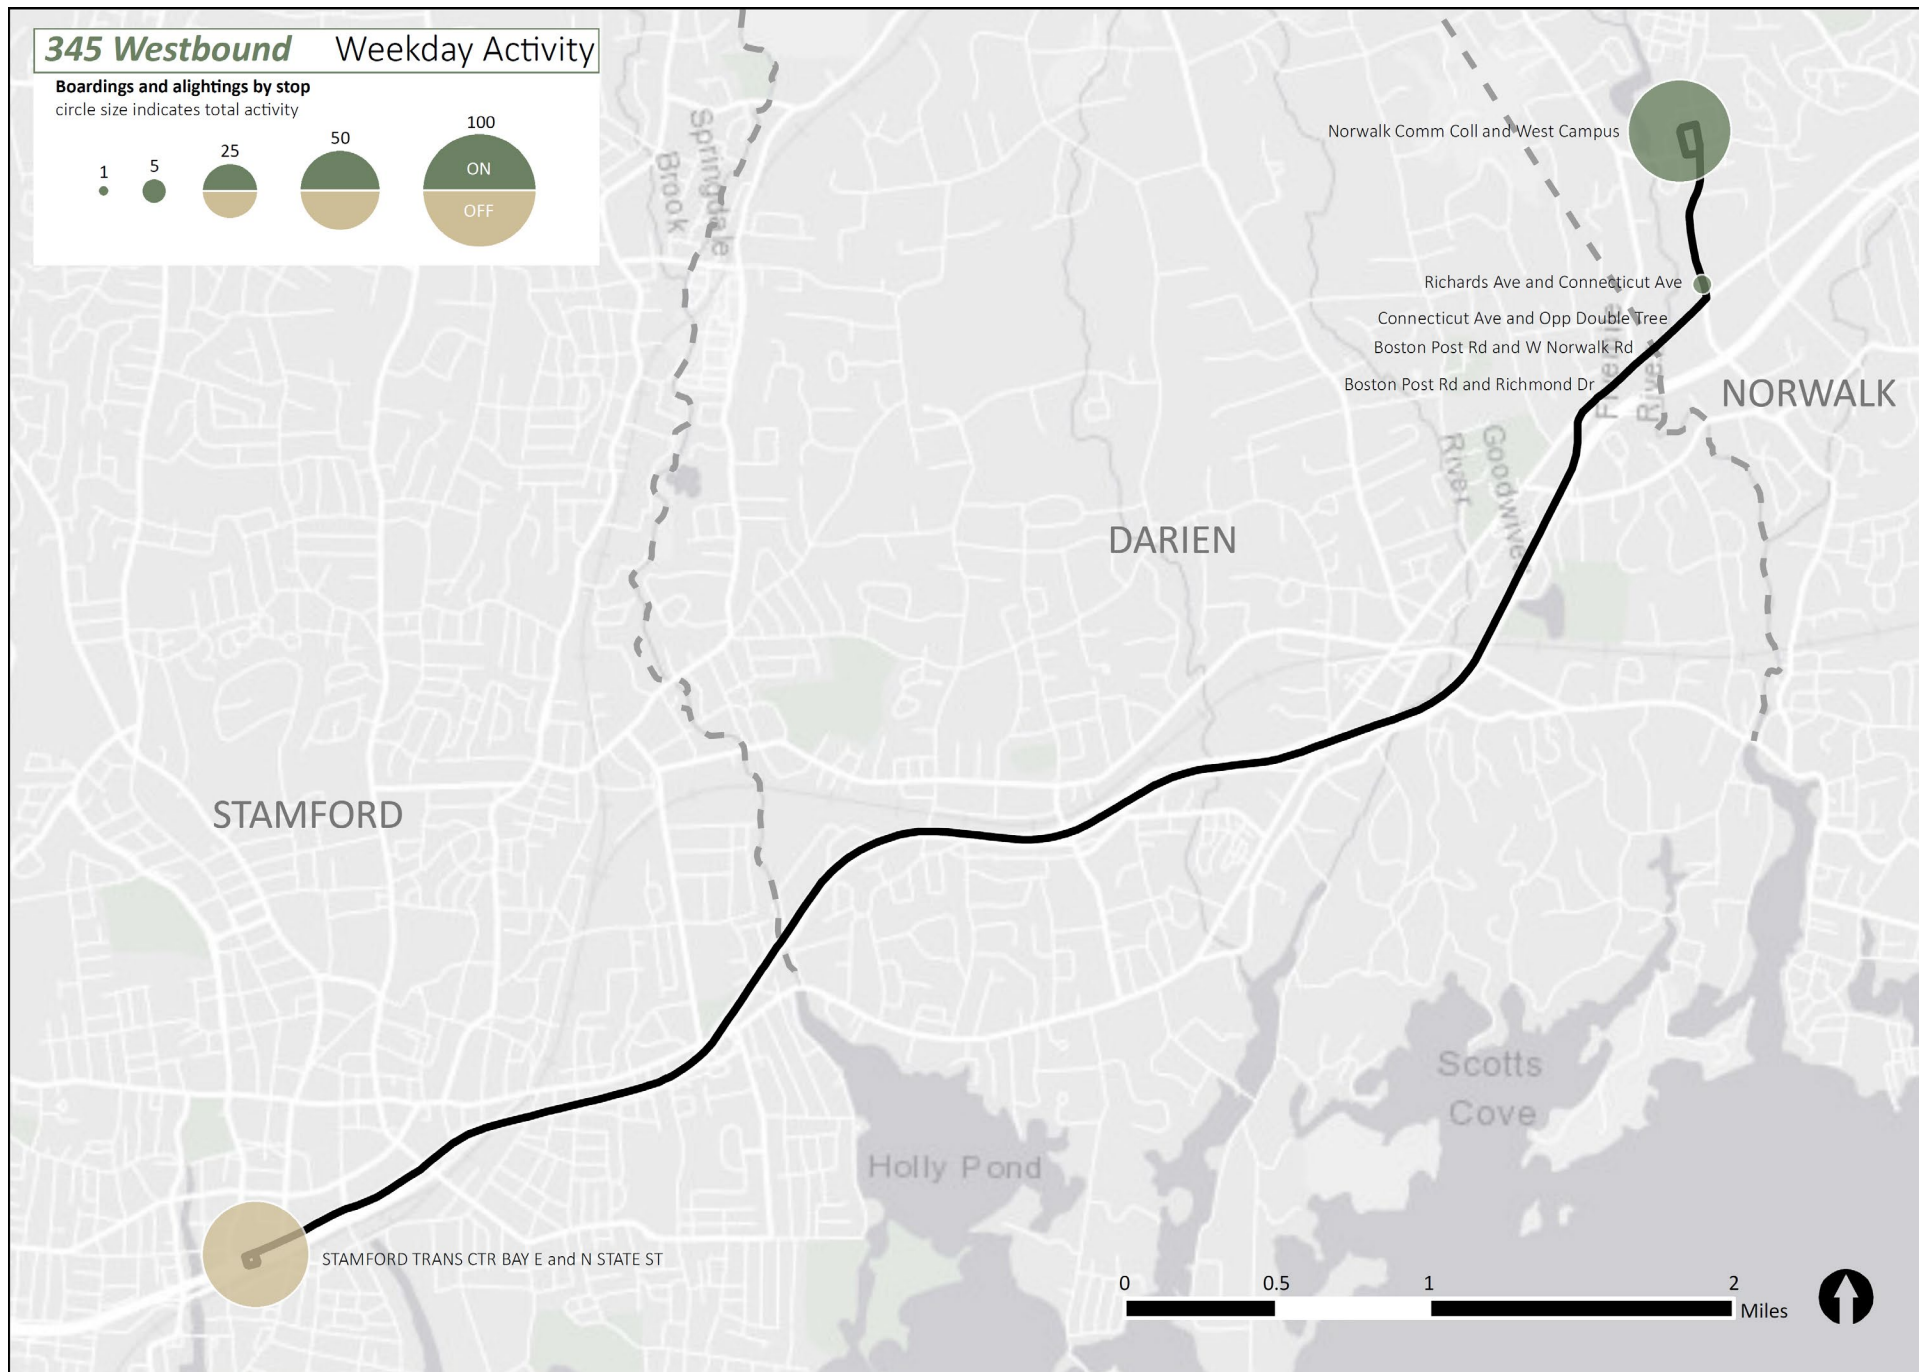 345 Westbound Weekday Activity
Boardings and alightings by stop
circle size indicates total activity
1 5 25 50 100
ON
OFF
Springdale
Brook
Norwalk Comm Coll and West Campus
Richards Ave and Connecticut Ave
Connecticut Ave and Opp Double Tree
Boston Post Rd and W Norwalk Rd
Boston Post Rd and Richmond Dr
Fivemile
River
NORWALK
Goodwives
River
DARIEN
STAMFORD
Scotts
Cove
Holly Pond
STAMFORD TRANS CTR BAY E and N STATE ST
0 0.5 1 2
Miles